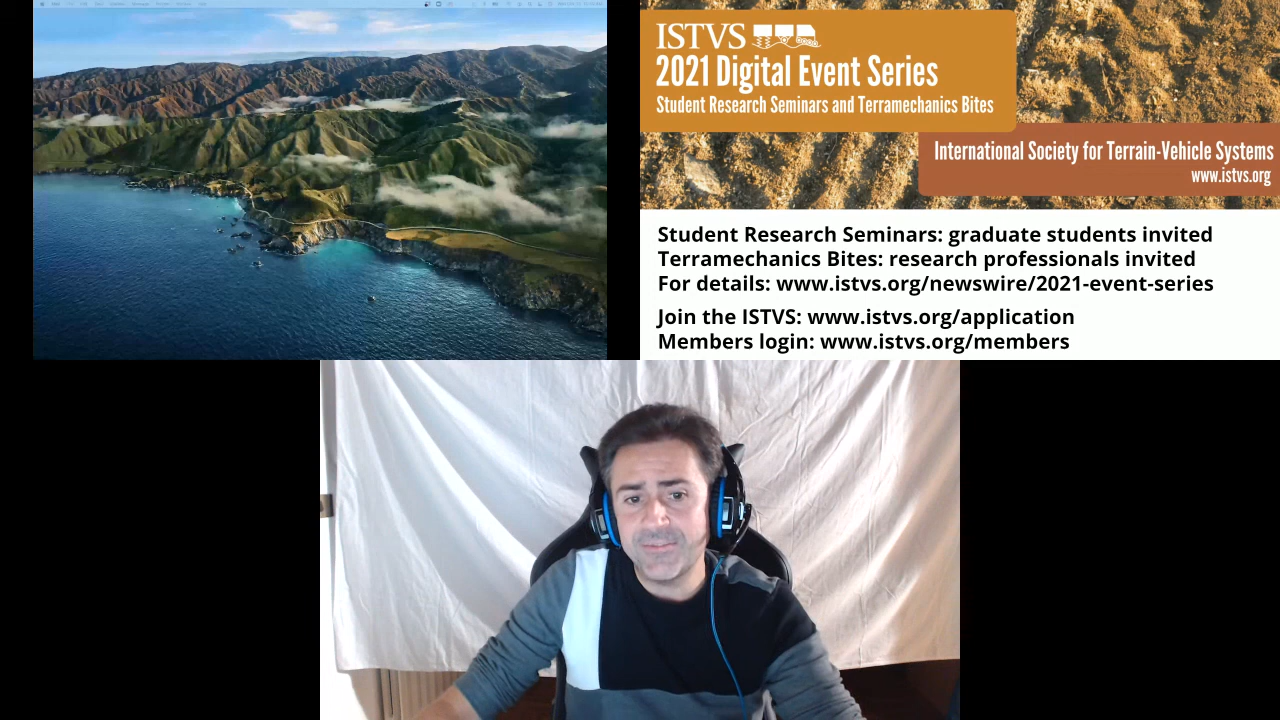 ISTVS
2021 Digital Event Series
Student Research Seminars and Terramechanics Bites
International Society for Terrain-Vehicle Systems
www.istvs.org
Student Research Seminars: graduate students invited
Terramechanics Bites: research professionals invited
For details: www.istvs.org/newswire/2021-event-series
Join the ISTVS: www.istvs.org/application
Members login: www.istvs.org/members